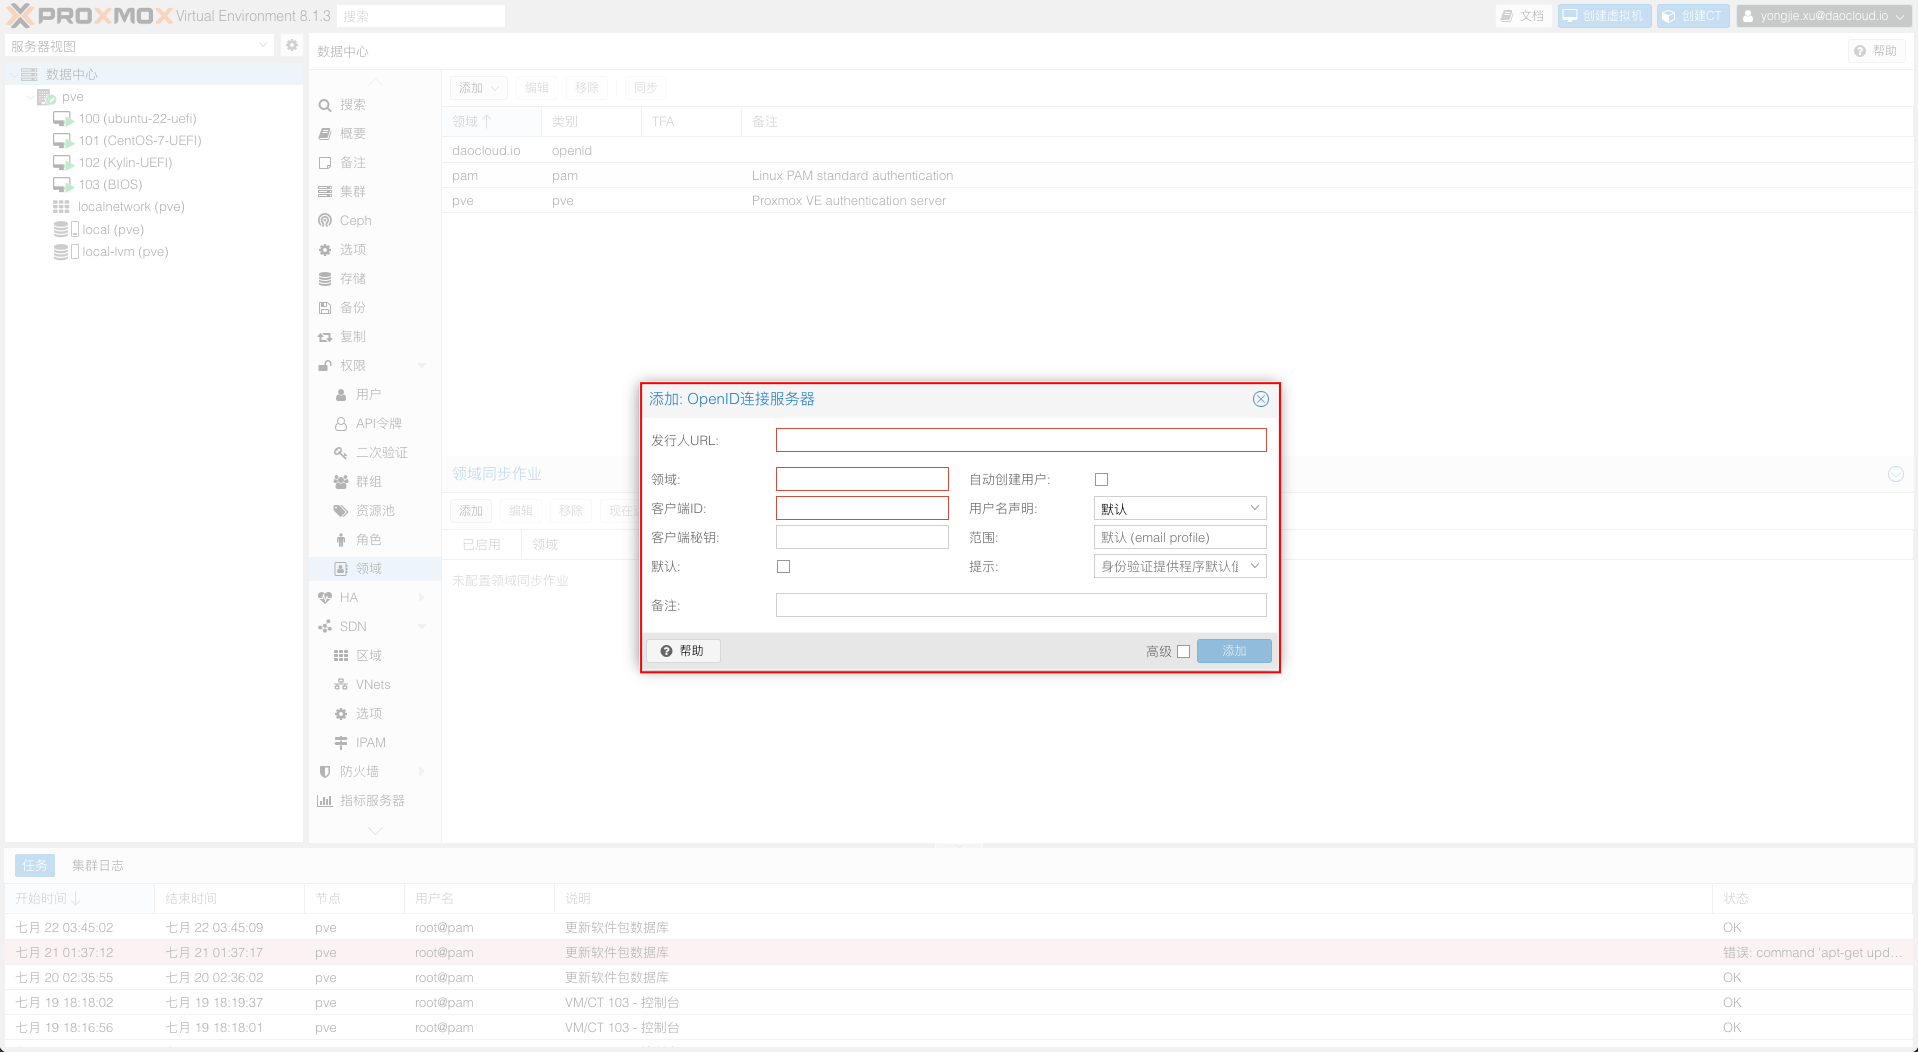 PROXMOX Virtual Environment 8.1.3 搜索
文档 创建虚拟机 创建CT yongjie.xu@daocloud.io
服务器视图
数据中心
pve
100 (ubuntu-22-uefi)
101 (CentOS-7-UEFI)
102 (Kylin-UEFI)
103 (BIOS)
localnetwork (pve)
local (pve)
local-lvm (pve)
数据中心 帮助
搜索
概要
备注
集群
Ceph
选项
存储
备份
复制
权限
用户
API令牌
二次验证
群组
资源池
角色
领域
HA
SDN
区域
VNets
选项
IPAM
防火墙
指标服务器
添加 编辑 移除 同步
领域 类别 TFA 备注
daocloud.io openid
pam pam Linux PAM standard authentication
pve pve Proxmox VE authentication server
领域同步作业
添加 编辑 移除 现在
已启用 领域
未配置领域同步作业
添加: OpenID连接服务器
发行人URL:
领域: 自动创建用户:
客户端ID: 用户名声明: 默认
客户端秘钥: 范围: 默认 (email profile)
默认: 提示: 身份验证提供程序默认值
备注:
帮助 高级 添加
任务 集群日志
开始时间 结束时间 节点 用户名 说明 状态
七月 22 03:45:02 七月 22 03:45:09 pve root@pam 更新软件包数据库 OK
七月 21 01:37:12 七月 21 01:37:17 pve root@pam 更新软件包数据库 错误: command 'apt-get upd...
七月 20 02:35:55 七月 20 02:36:02 pve root@pam 更新软件包数据库 OK
七月 19 18:18:02 七月 19 18:19:37 pve root@pam VM/CT 103 - 控制台 OK
七月 19 18:16:56 七月 19 18:18:01 pve root@pam VM/CT 103 - 控制台 OK